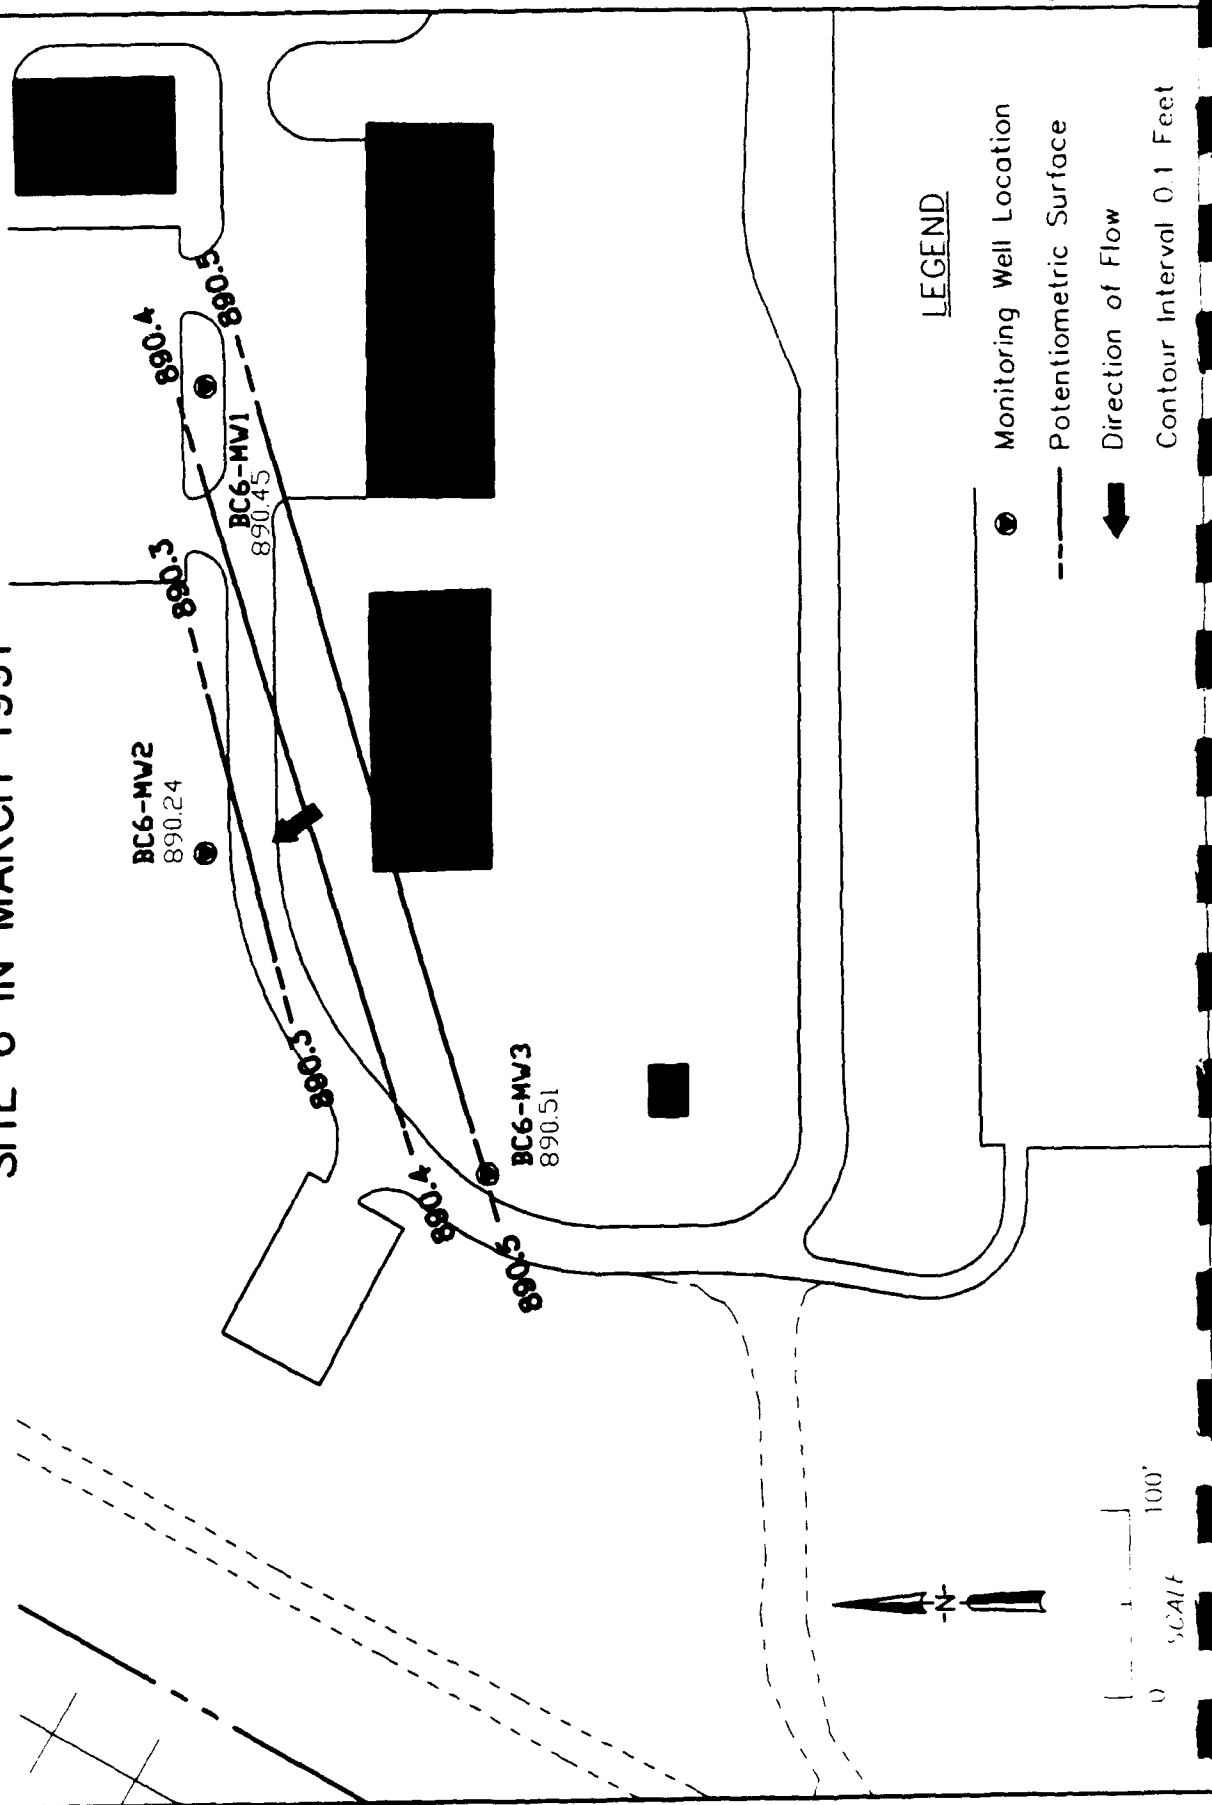 SITE 6 IN MARCH 1991
BC6-MW2
890.24
890.3
890.4
890.5
BC6-MW1
890.45
890.3
890.4
890.5
BC6-MW3
890.51
LEGEND
Monitoring Well Location
Potentiometric Surface
Direction of Flow
Contour Interval 0.1 Feet
-N-
0 100'
SCALE